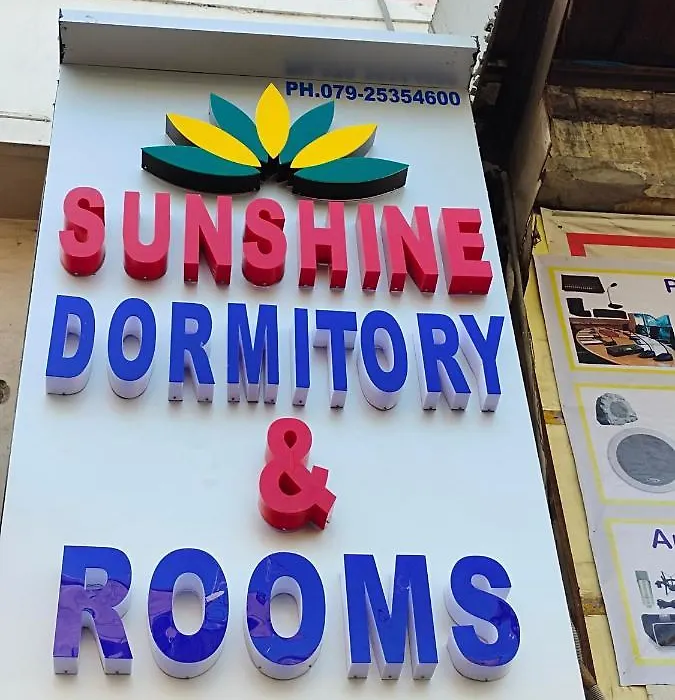 PH.079-25354600
SUNSHINE
DORMITORY
&
ROOMS